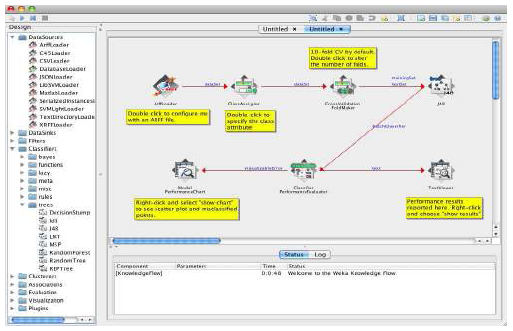 Design
Untitled
Untitled
DataSources
ArffLoader
C45Loader
CSVLoader
DatabaseLoader
JSONLoader
LibSVMLoader
MatlabLoader
SerializedInstancesL
SVMLightLoader
TextDirectoryLoade
XRFFLoader
DataSinks
Filters
Classifiers
bayes
functions
lazy
meta
misc
rules
trees
DecisionStump
J48
LMT
M5P
RandomForest
RandomTree
REPTree
Clusterers
Associations
Evaluation
Visualization
Plugins
10-fold CV by default.
Double click to alter
the number of folds.
ArffLoader
dataSet
ClassAssigner
dataSet
CrossValidation
FoldMaker
trainingSet
testSet
J48
Double click to configure me
with an ARFF file.
Double click to
specify the class
attribute
batchClassifier
Model
PerformanceChart
visualizableError
Classifier
PerformanceEvaluator
text
TextViewer
Right-click and select "show chart"
to see scatter plot and misclassified
points.
Performance results
reported here. Right-click
and choose "show results"
Status
Log
Component Parameters Time Status
[KnowledgeFlow] 0:0:48 Welcome to the Weka Knowledge Flow